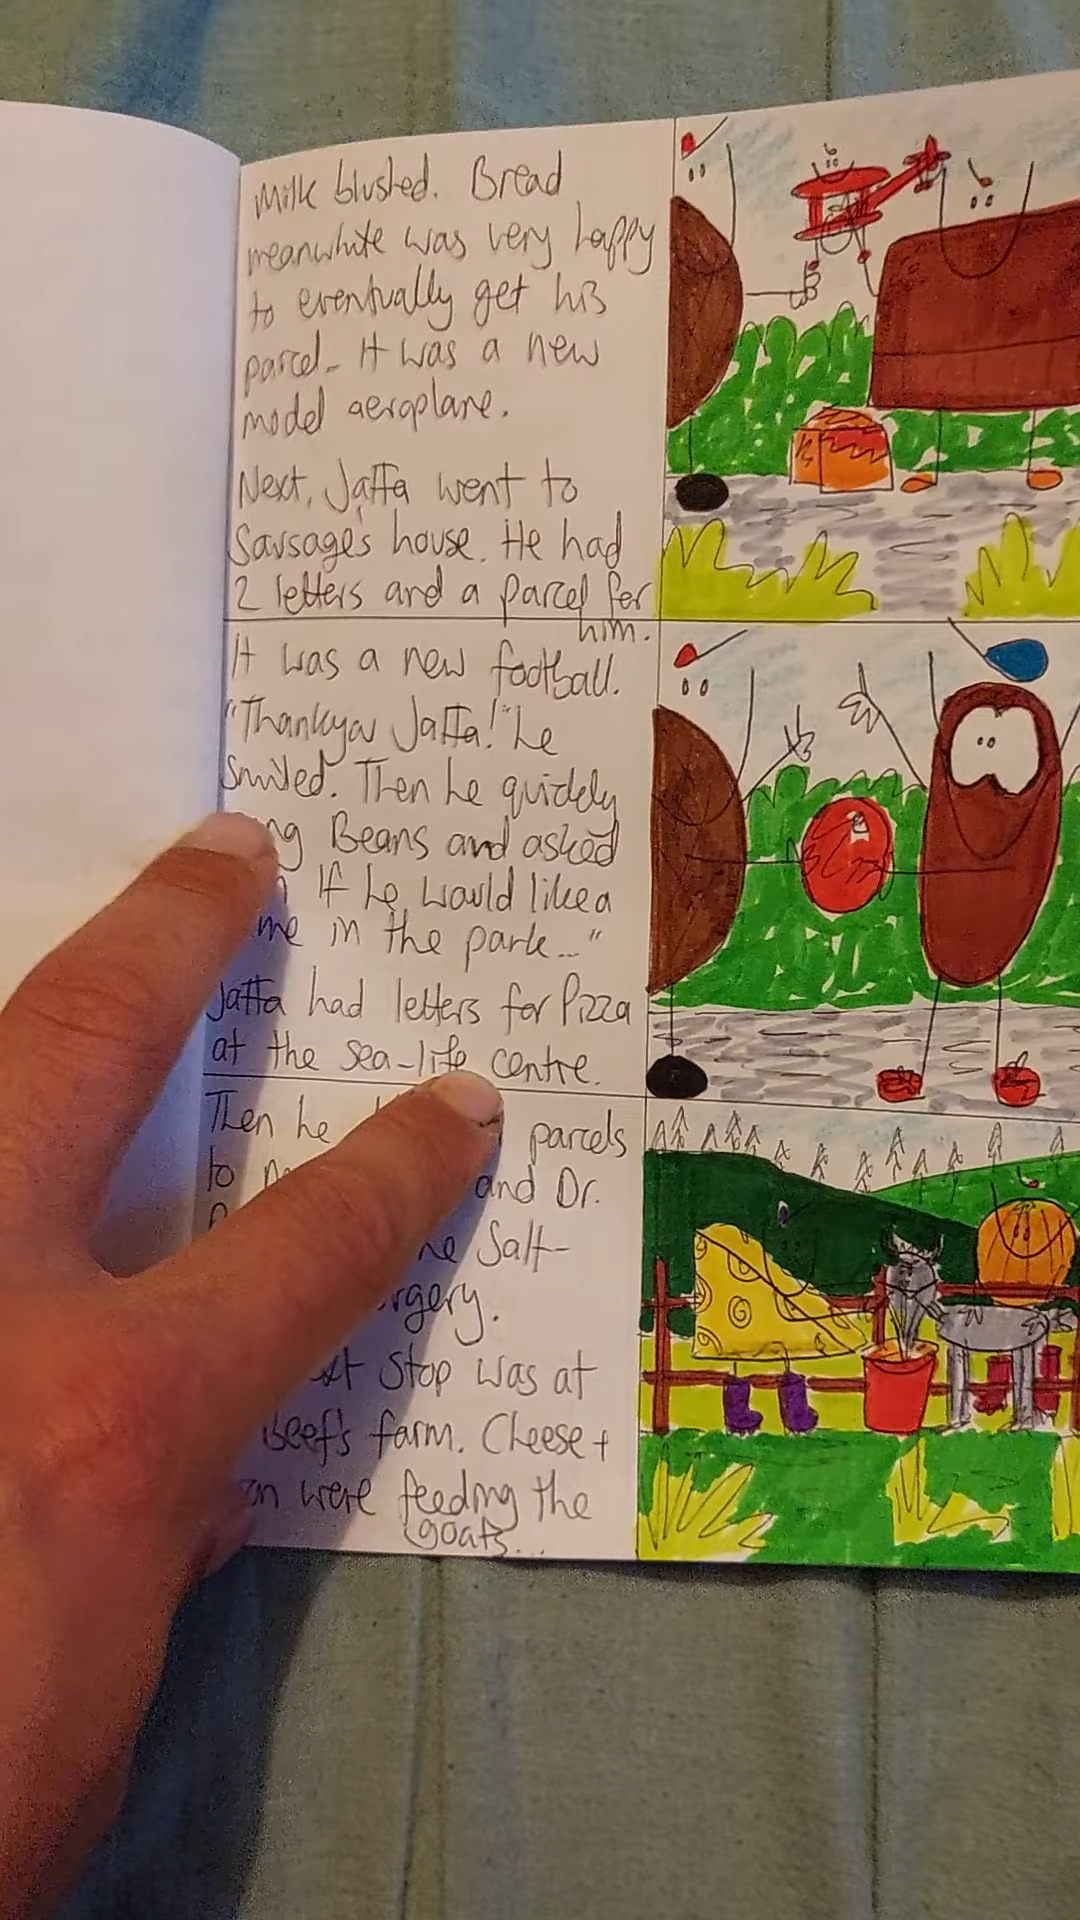 Milk blushed. Bread
meanwhile was very happy
to eventually get his
parcel. It was a new
model aeroplane.
Next, Jaffa went to
Sausage's house. He had
2 letters and a parcel for
him.
It was a new football.
"Thankyou Jaffa!" he
smiled. Then he quickly
Beans and asked
if he would like a
in the park..."
Jaffa had letters for Pizza
at the sea-life centre.
Then he parcels
to and Dr.
Salt-
stop was at
Beef's farm. Cheese +
were feeding the
goats...